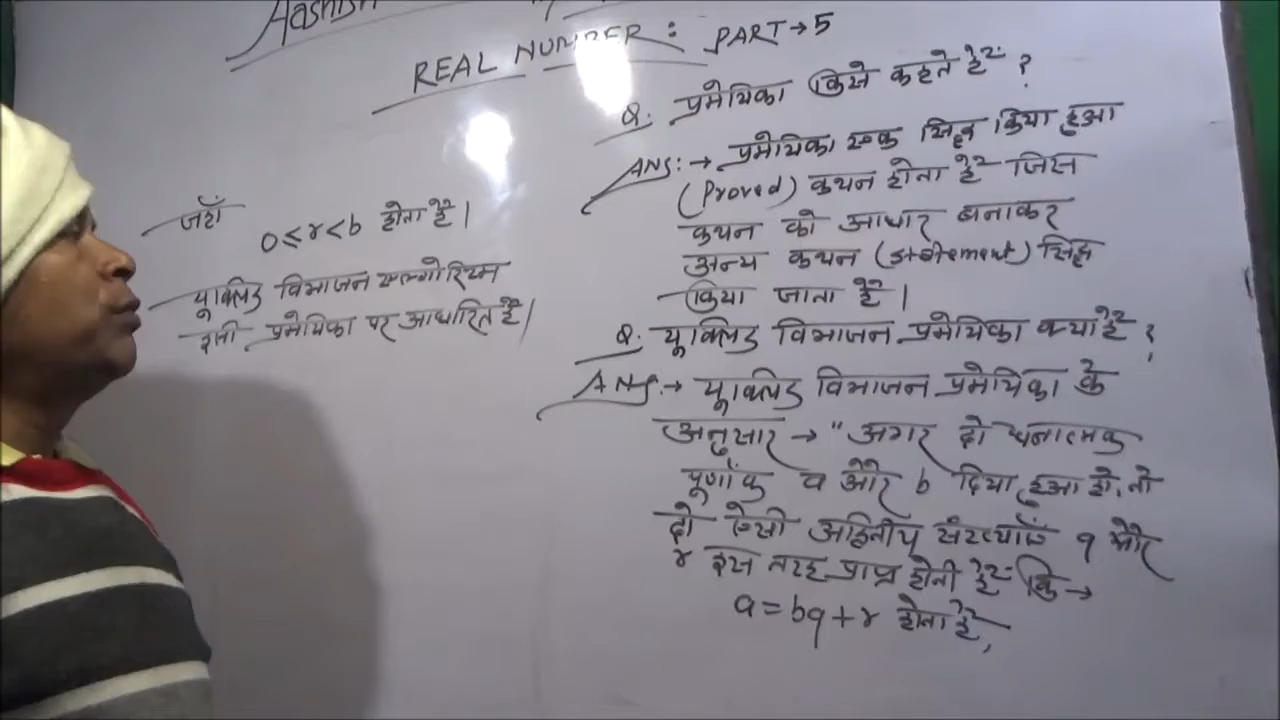 Aashish
REAL NUMBER: PART→5
Q. प्रमेयिका किसे कहते हैं ?
ANS:→ प्रमेयिका एक सिद्ध किया हुआ
(Proved) कथन होता है जिस
कथन को आधार बनाकर
अन्य कथन (statement) सिद्ध
किया जाता है।
Q. यूक्लिड विभाजन प्रमेयिका क्या है ?
ANS.→ यूक्लिड विभाजन प्रमेयिका के
अनुसार → "अगर दो धनात्मक
पूर्णांक a और b दिया हुआ हो, तो
दो ऐसी अद्वितीय संख्याएँ q और
r इस तरह प्राप्त होती हैं कि →
a = bq + r होता है,
जहाँ
0 ≤ r < b होता है।
यूक्लिड विभाजन एल्गोरिथ्म
इसी प्रमेयिका पर आधारित है।